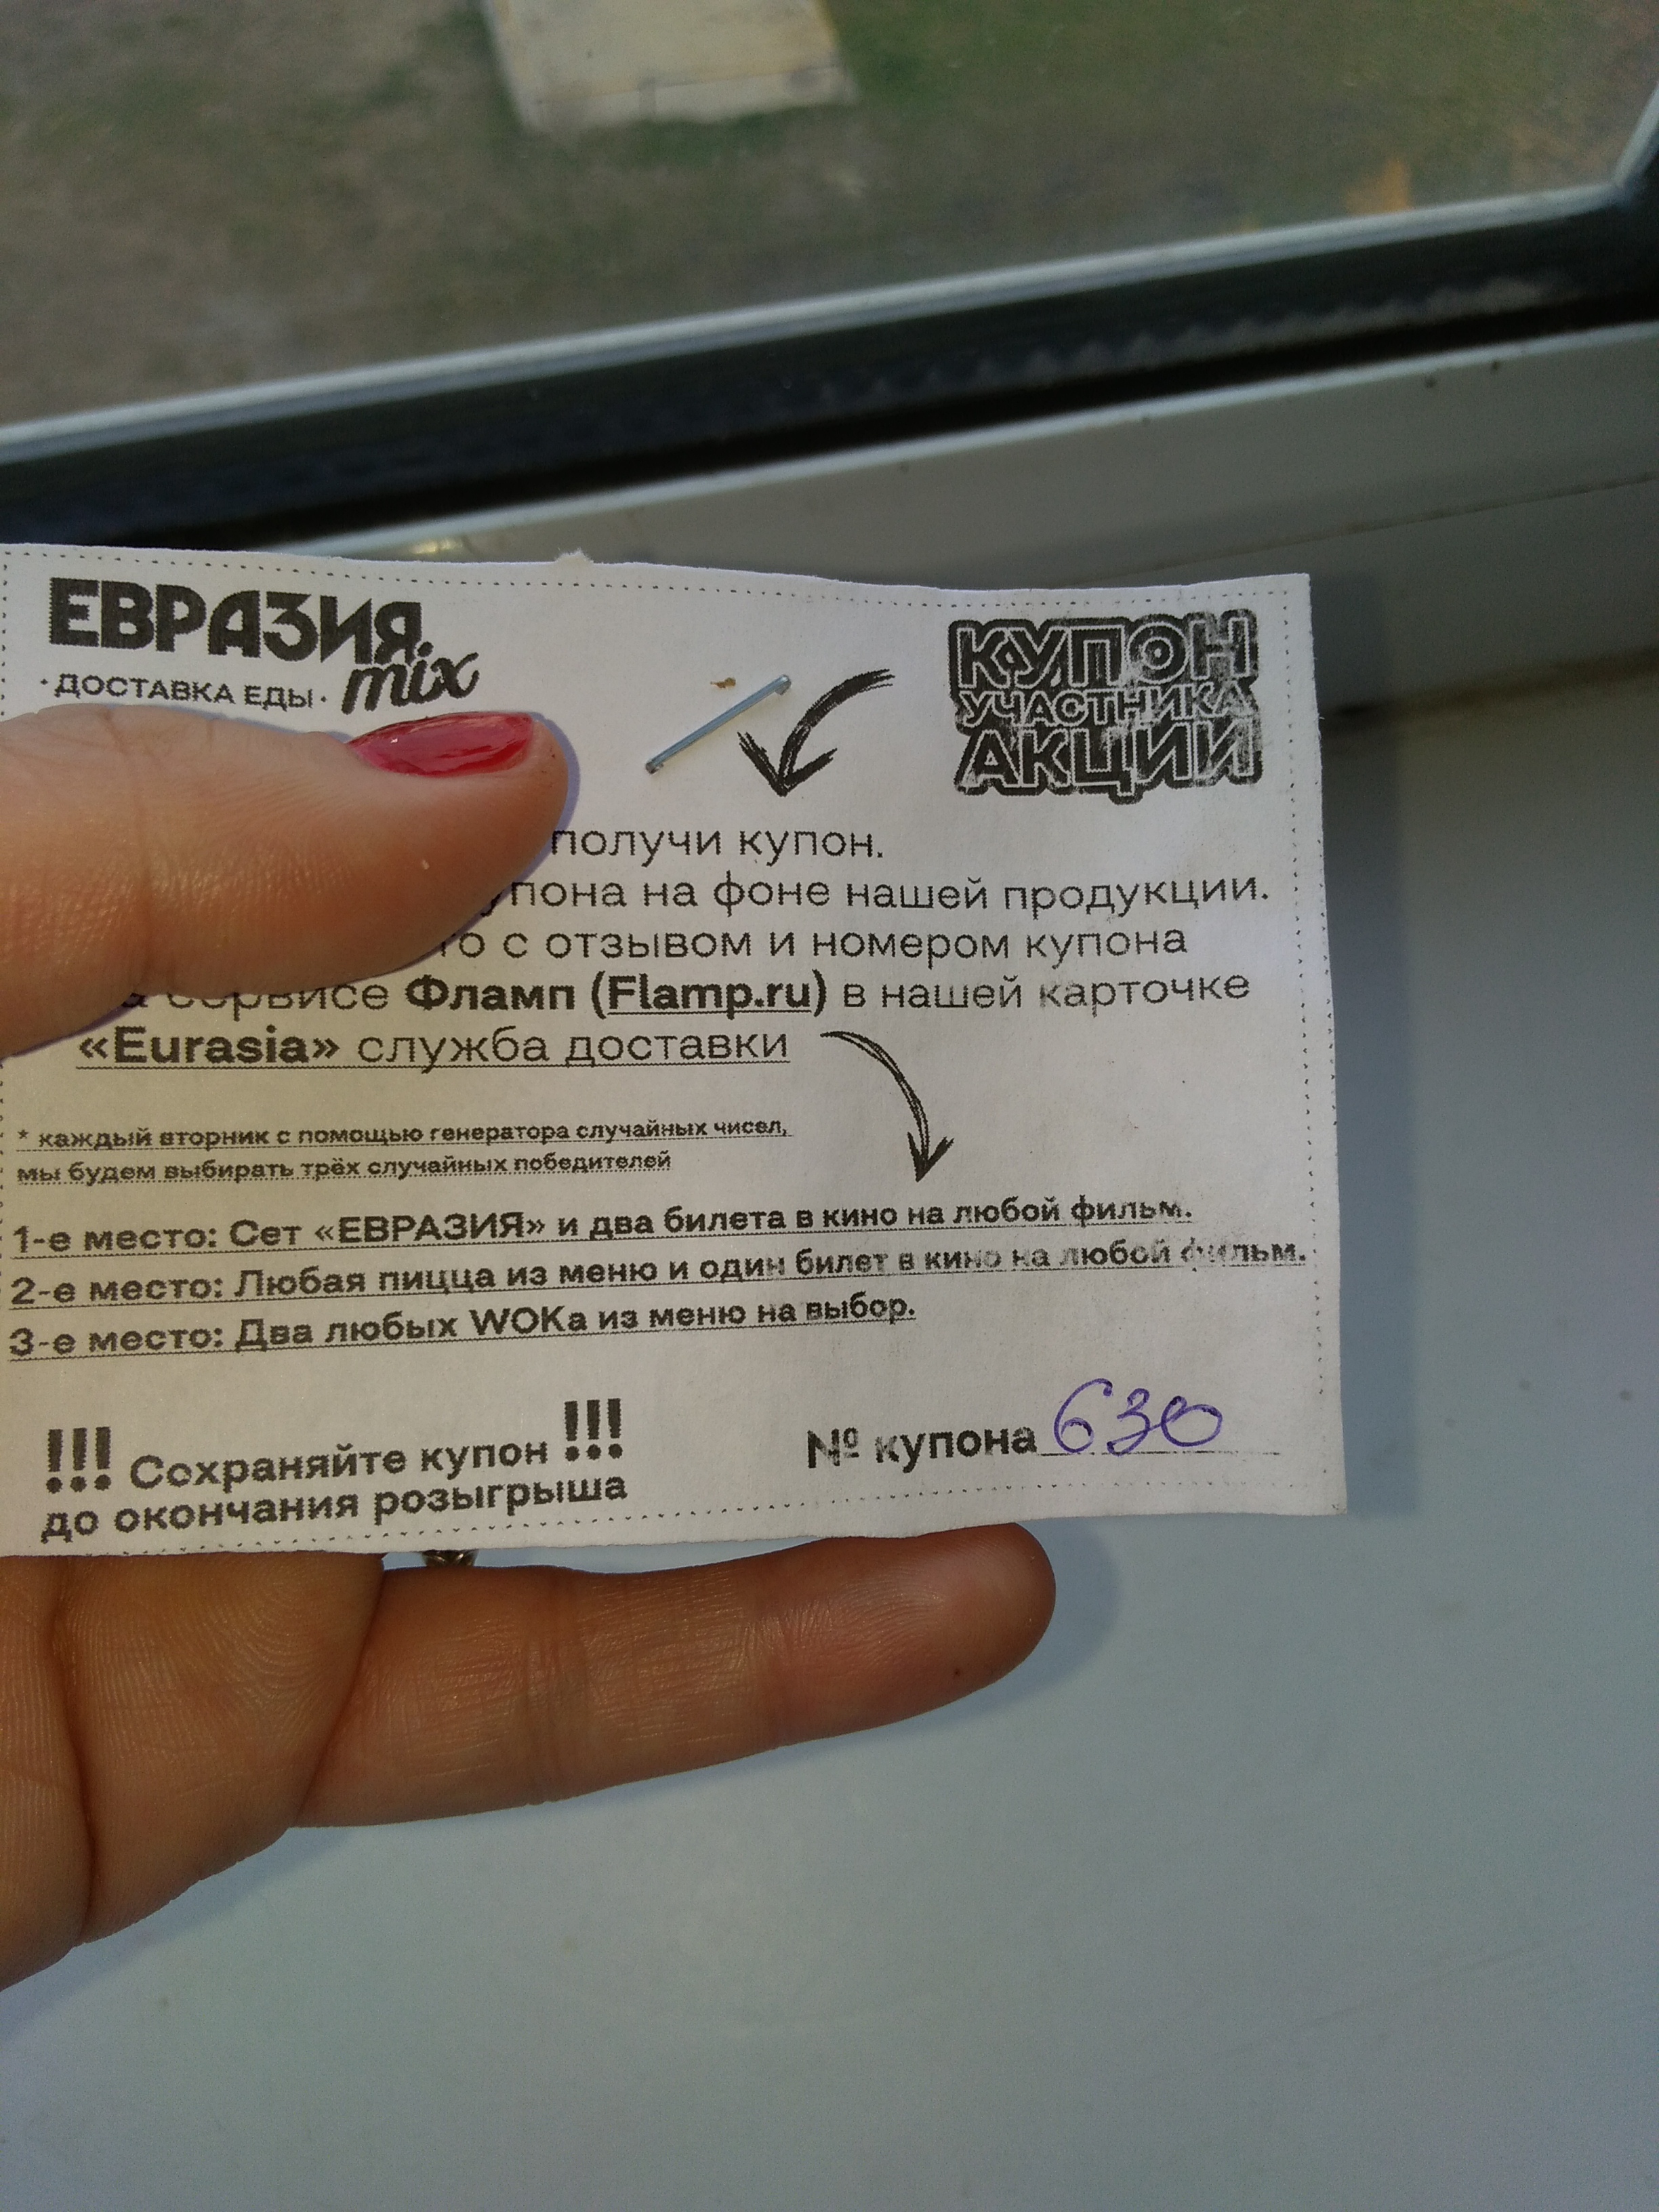 ЕВРАЗИЯ
mix
· ДОСТАВКА ЕДЫ ·
КУПОН
УЧАСТНИКА
АКЦИИ
получи купон.
на фоне нашей продукции.
с отзывом и номером купона
сервисе Фламп (Flamp.ru) в нашей карточке
«Eurasia» служба доставки
* каждый вторник с помощью генератора случайных чисел,
мы будем выбирать трёх случайных победителей
1-е место: Сет «ЕВРАЗИЯ» и два билета в кино на любой фильм.
2-е место: Любая пицца из меню и один билет в кино на любой фильм.
3-е место: Два любых WOKа из меню на выбор.
!!! Сохраняйте купон !!!
до окончания розыгрыша
№ купона 630